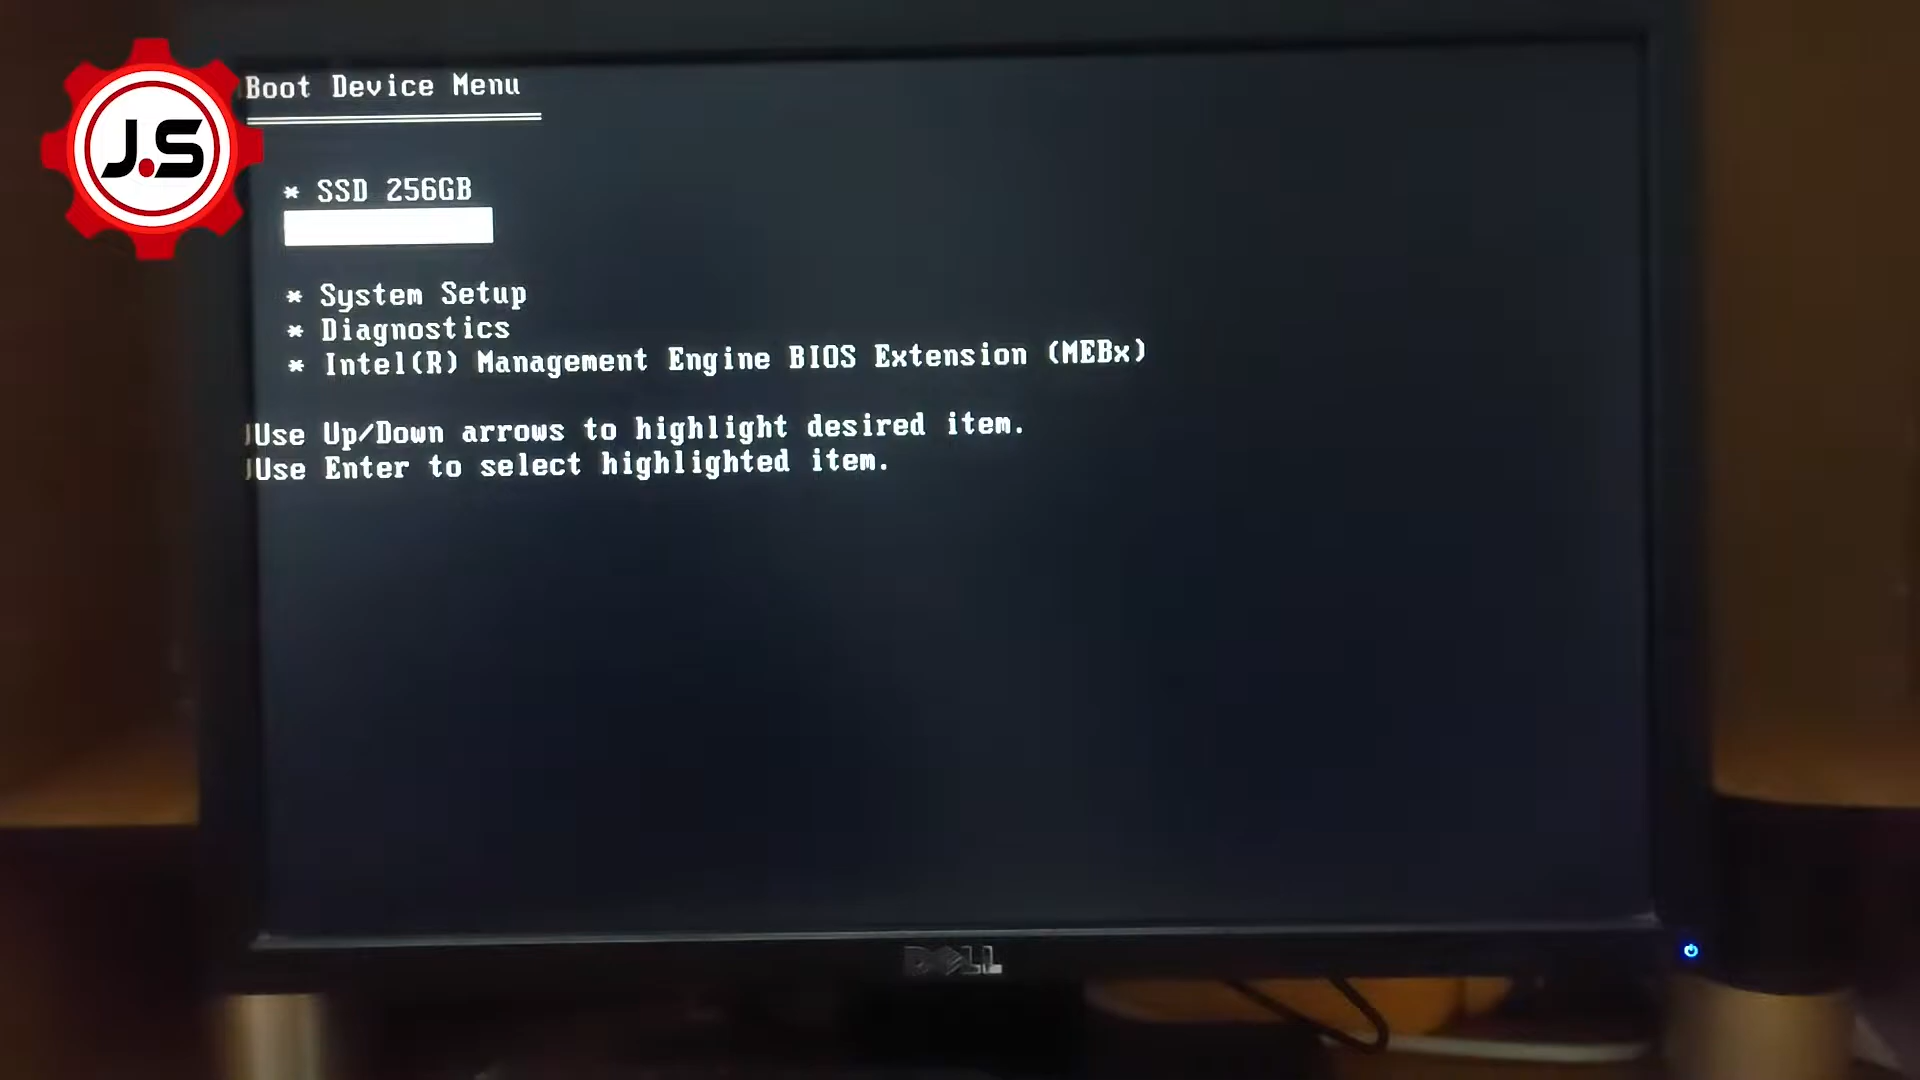 J.S
Boot Device Menu
* SSD 256GB
* System Setup
* Diagnostics
* Intel(R) Management Engine BIOS Extension (MEBx)
Use Up/Down arrows to highlight desired item.
Use Enter to select highlighted item.
DELL